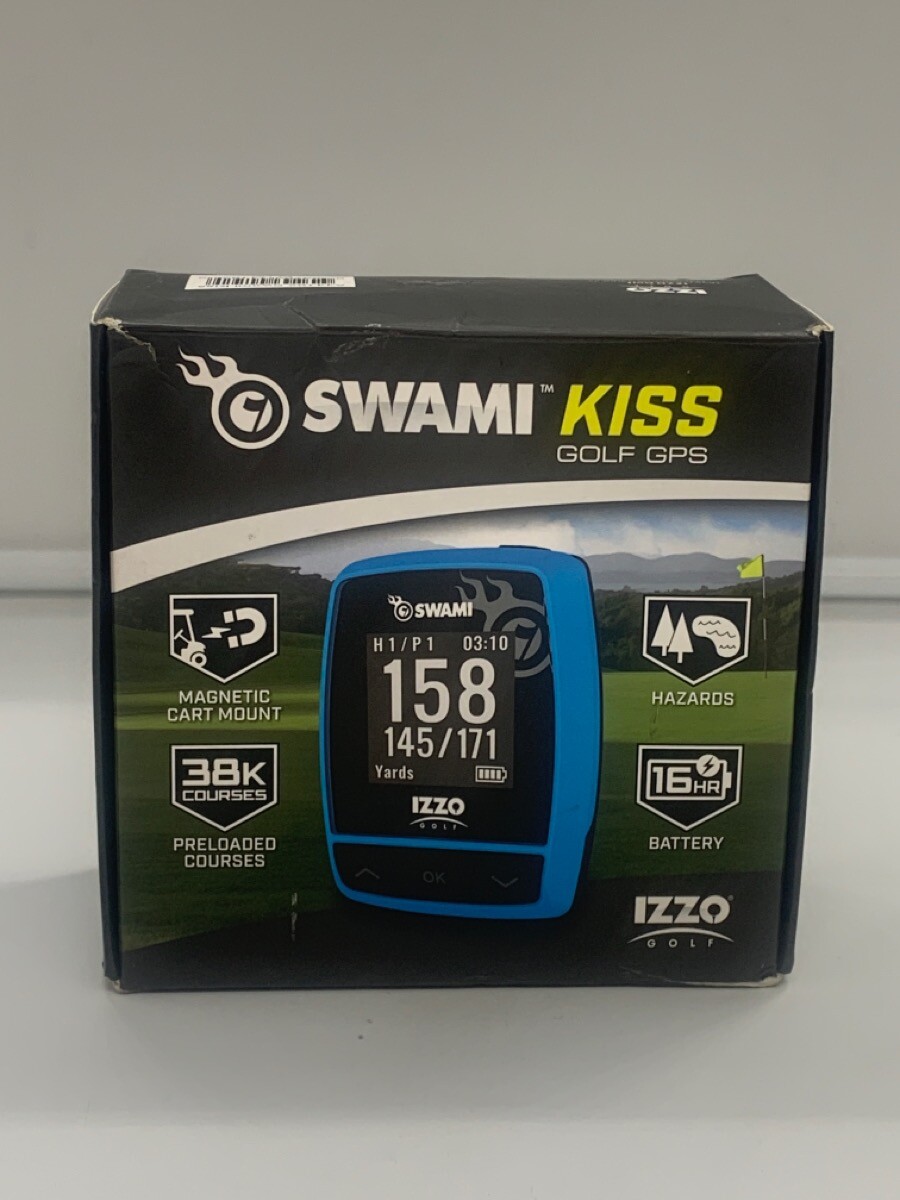 IZZO
SWAMI™ KISS
GOLF GPS
MAGNETIC
CART MOUNT
38K
COURSES
PRELOADED
COURSES
SWAMI
H1/P1 03:10
158
145/171
Yards
IZZO
GOLF
OK
HAZARDS
16HR
BATTERY
IZZO®
GOLF